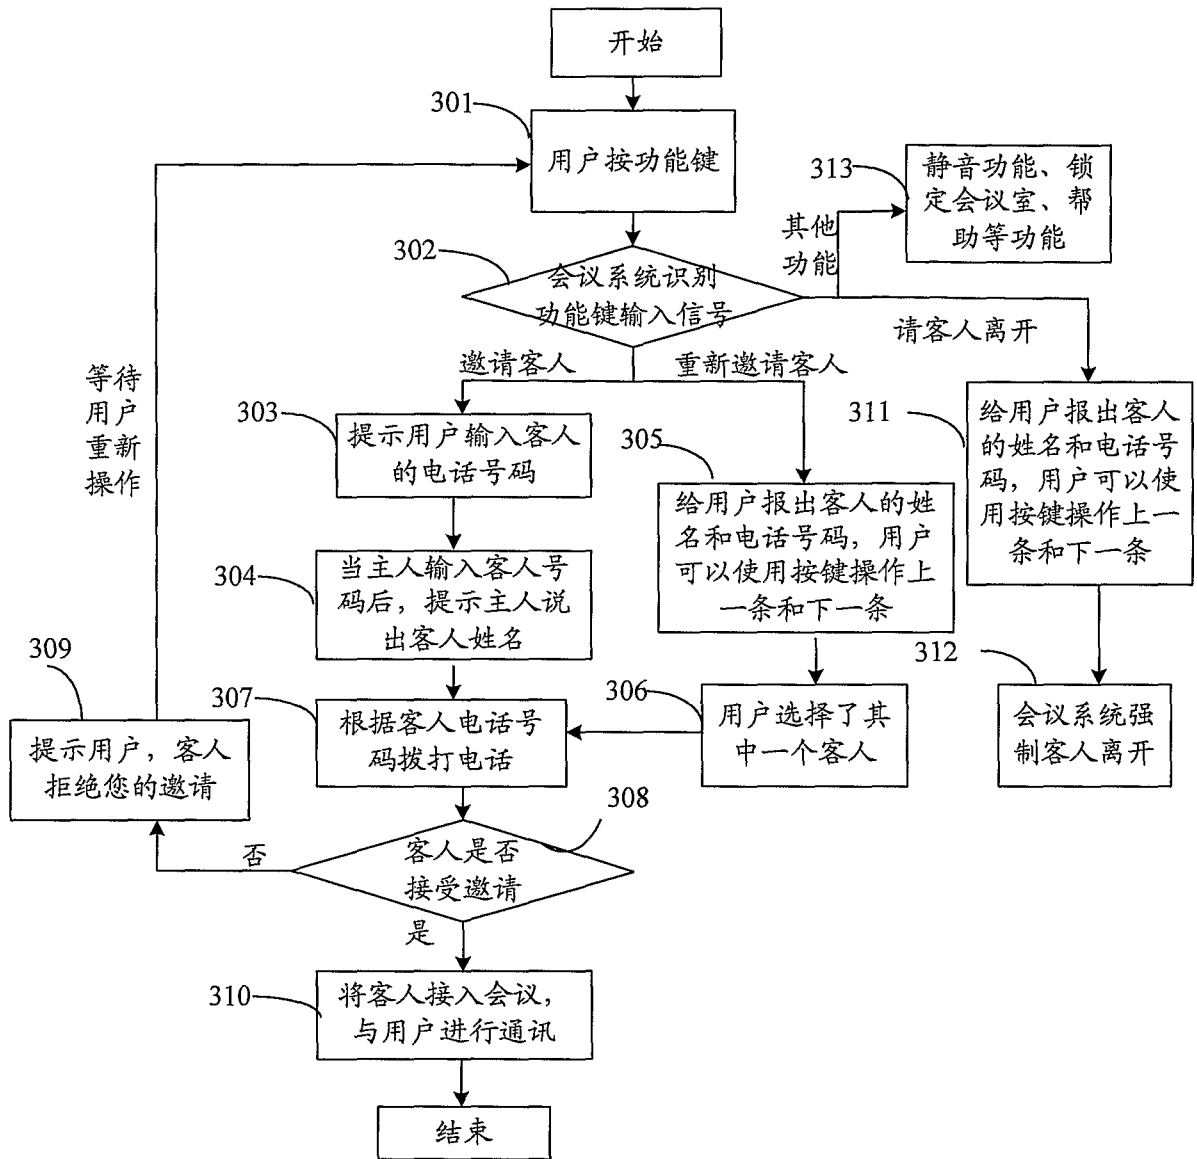 开始
301
用户按功能键
313
静音功能、锁
定会议室、帮
助等功能
其他
功能
302
会议系统识别
功能键输入信号
请客人离开
邀请客人
重新邀请客人
等待
用户
重新
操作
303
提示用户输入客人
的电话号码
305
给用户报出客人的姓
名和电话号码，用户
可以使用按键操作上
一条和下一条
311
给用户报出客人
的姓名和电话号
码，用户可以使
用按键操作上一
条和下一条
304
当主人输入客人号
码后，提示主人说
出客人姓名
309
提示用户，客人
拒绝您的邀请
307
根据客人电话号
码拨打电话
306
用户选择了其
中一个客人
312
会议系统强
制客人离开
308
客人是否
接受邀请
否
是
310
将客人接入会议，
与用户进行通讯
结束